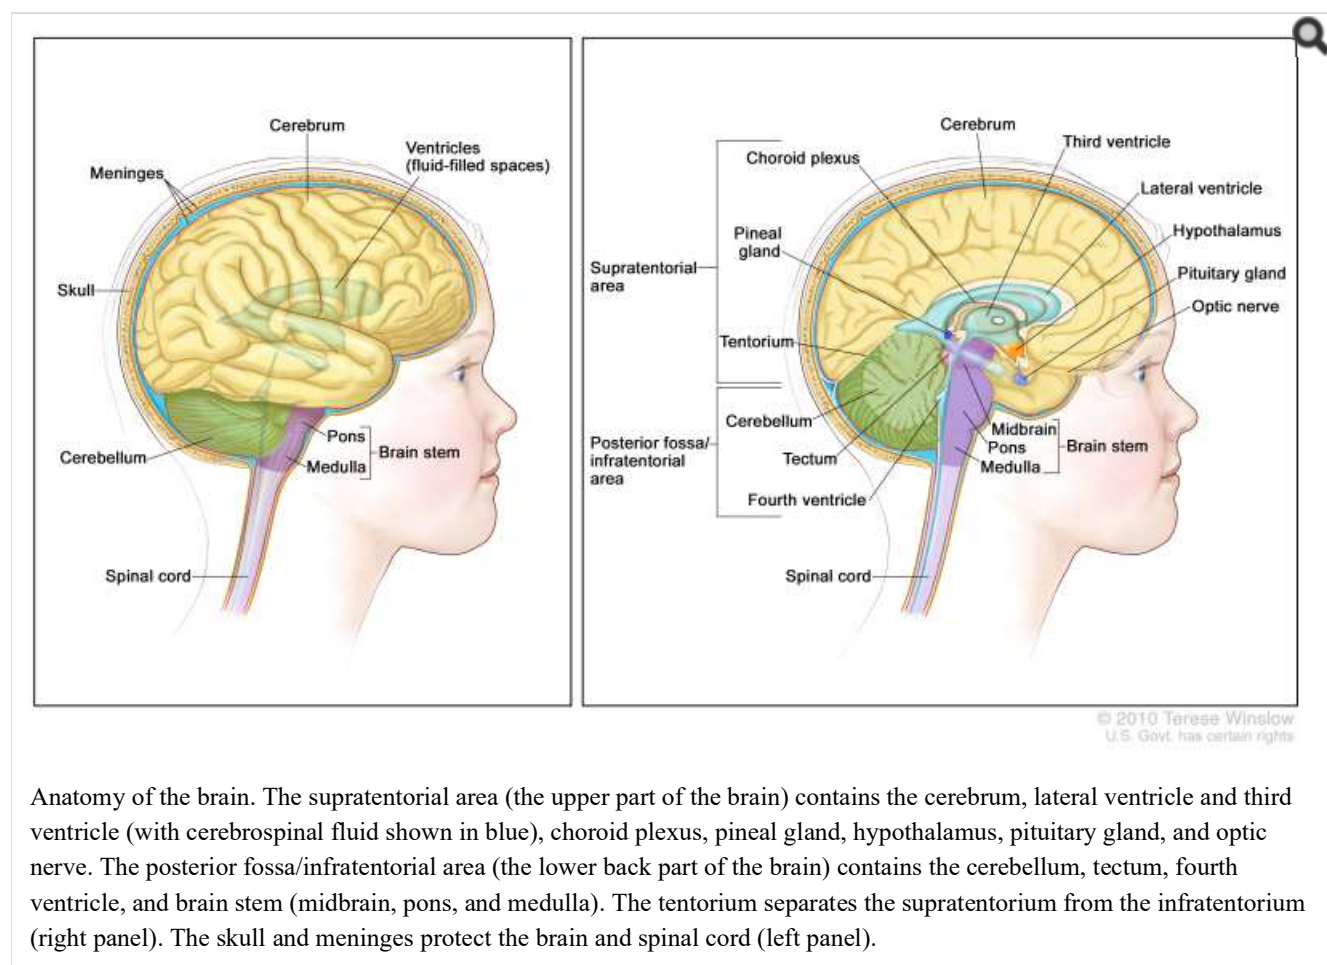 Cerebrum
Ventricles
(fluid-filled spaces)
Meninges
Skull
Cerebellum
Pons
Medulla
Brain stem
Spinal cord
Cerebrum
Third ventricle
Choroid plexus
Lateral ventricle
Pineal
gland
Hypothalamus
Supratentorial
area
Pituitary gland
Optic nerve
Tentorium
Cerebellum
Posterior fossa/
infratentorial
area
Midbrain
Pons
Medulla
Brain stem
Tectum
Fourth ventricle
Spinal cord
© 2010 Terese Winslow
U.S. Govt. has certain rights
Anatomy of the brain. The supratentorial area (the upper part of the brain) contains the cerebrum, lateral ventricle and third
ventricle (with cerebrospinal fluid shown in blue), choroid plexus, pineal gland, hypothalamus, pituitary gland, and optic
nerve. The posterior fossa/infratentorial area (the lower back part of the brain) contains the cerebellum, tectum, fourth
ventricle, and brain stem (midbrain, pons, and medulla). The tentorium separates the supratentorium from the infratentorium
(right panel). The skull and meninges protect the brain and spinal cord (left panel).